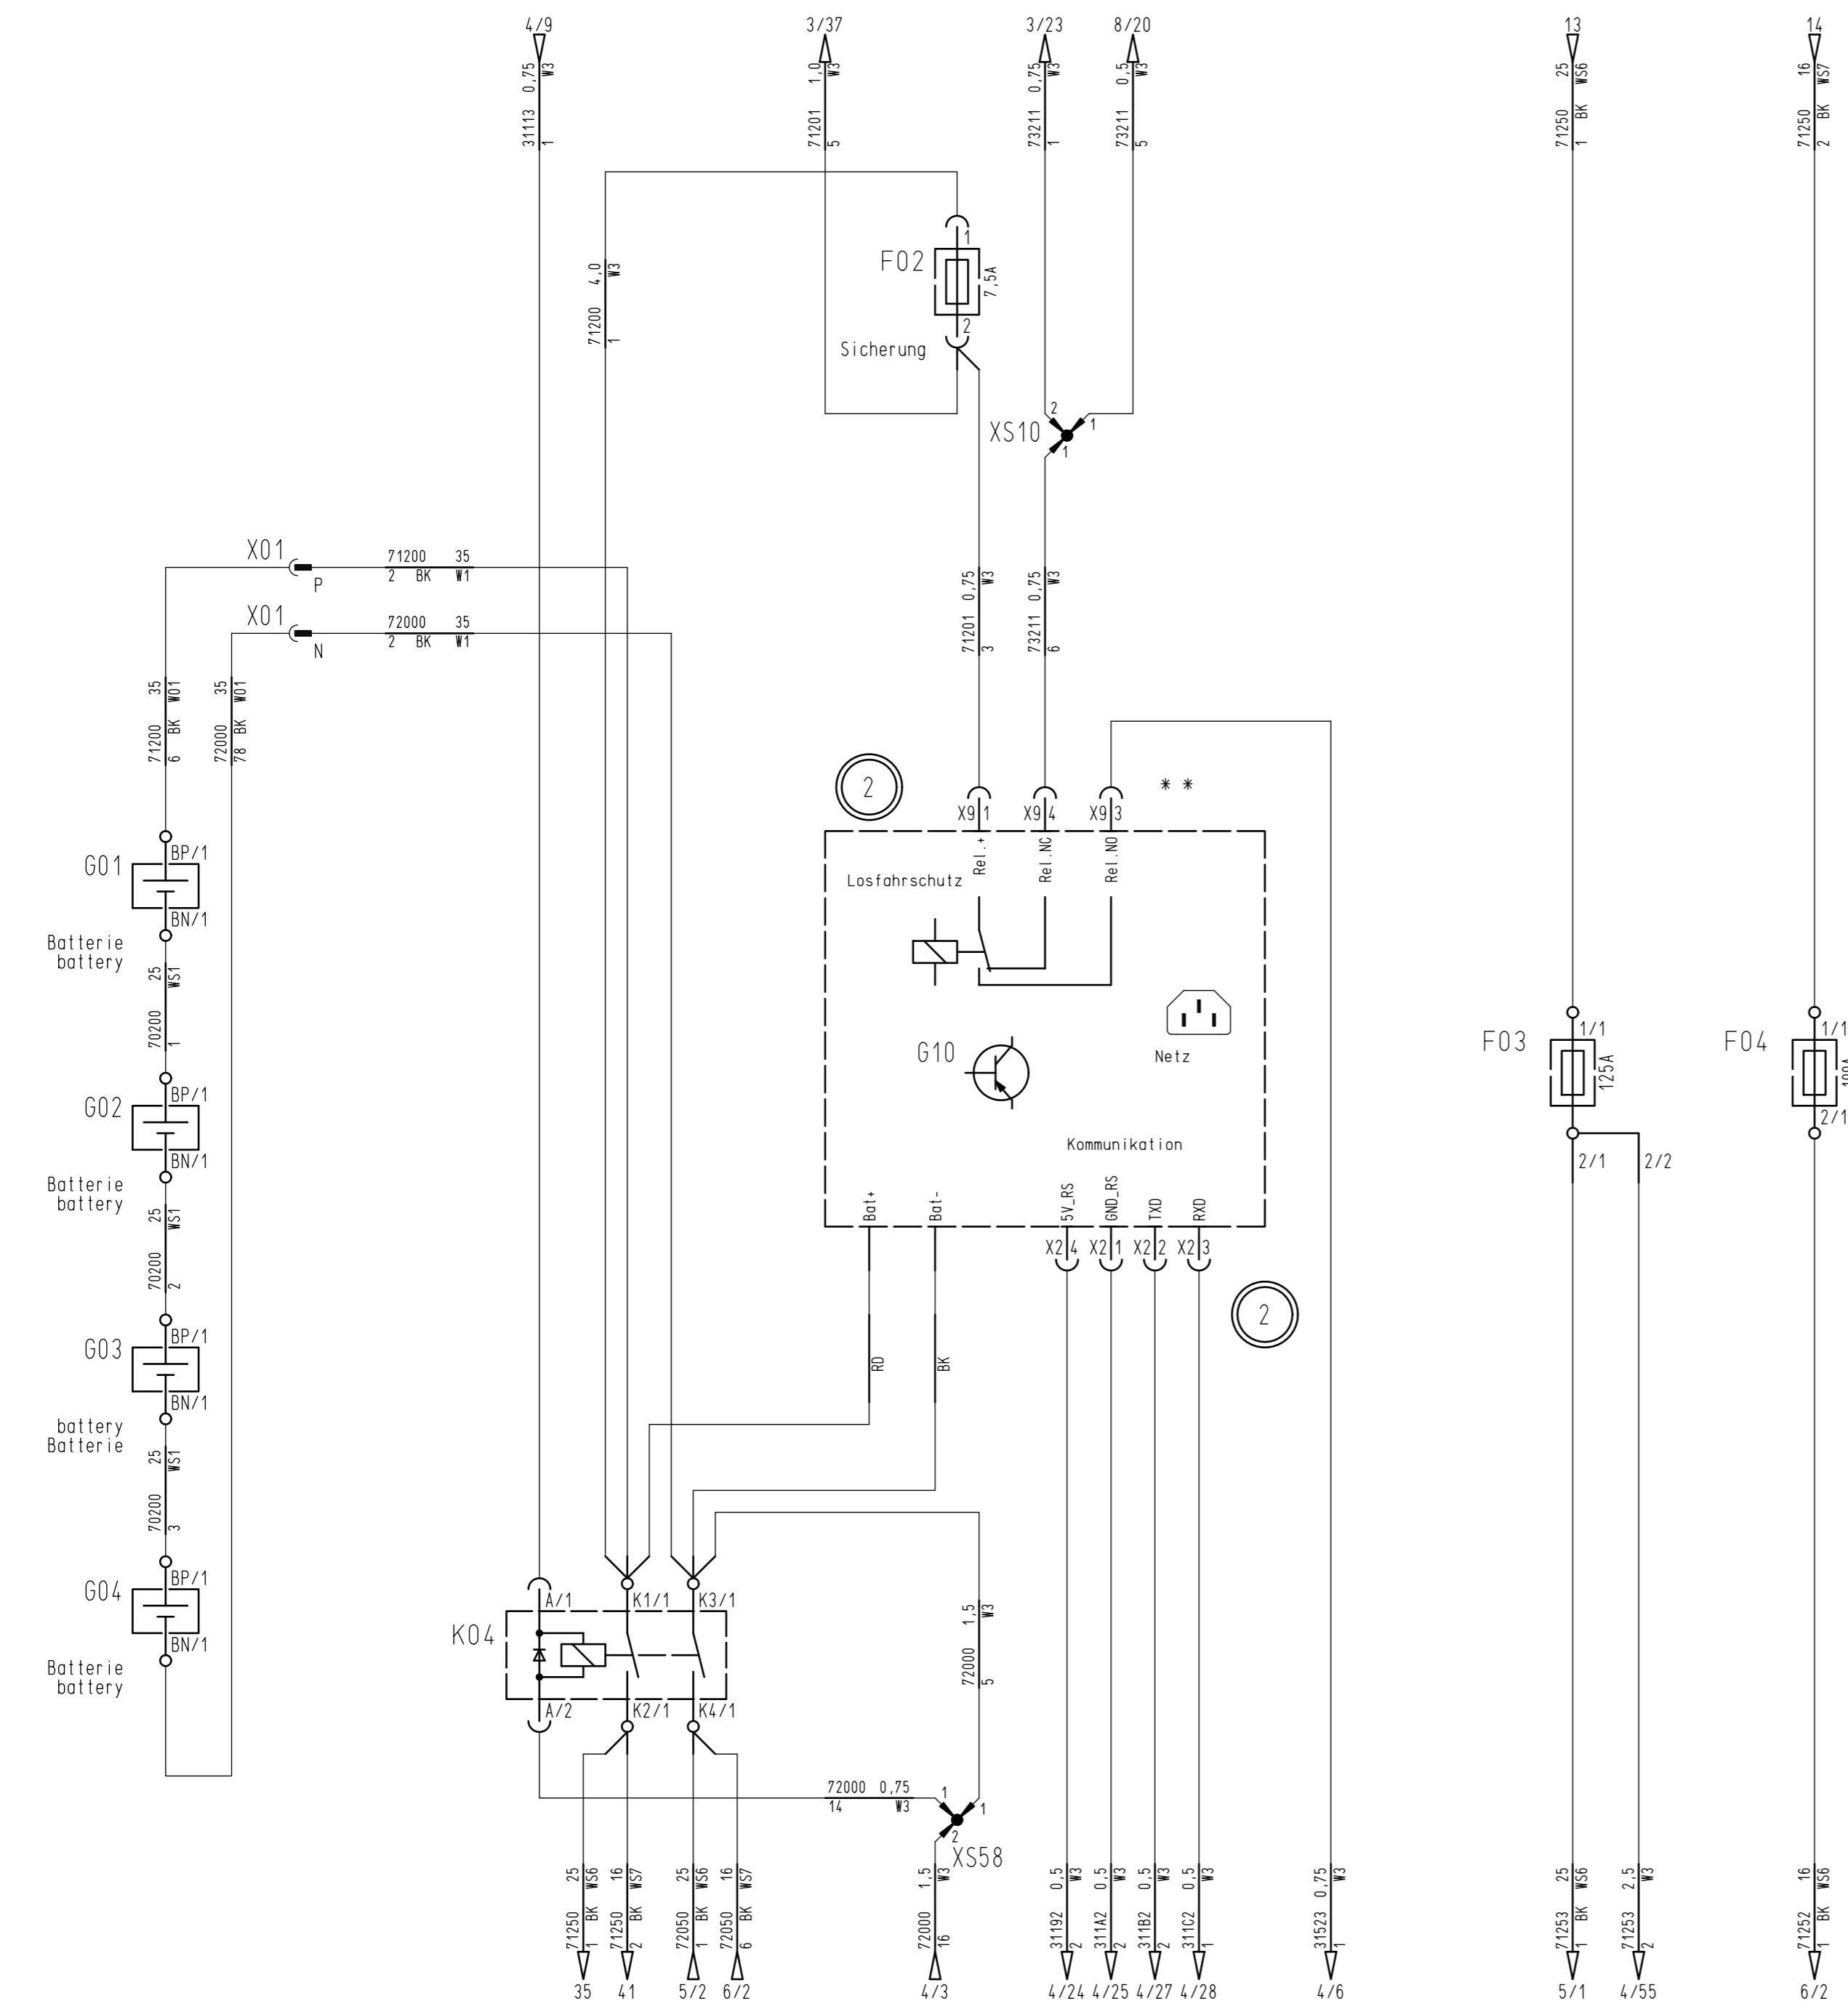 4/9
3/37
3/23
8/20
13
14
31113 0,75
1 W3
71201 1,0
5 W3
73211 0,75
1 W3
73211 0,5
5 W3
71250 25
1 BK WS6
71250 16
2 BK WS7
71200 4,0
1 W3
F02
1
7,5A
2
Sicherung
XS10
2
1
1
X01
P
71200 35
2 BK W1
X01
N
72000 35
2 BK W1
71201 0,75
3 W3
73211 0,75
6 W3
71200 35
6 BK W01
72000 35
78 BK W01
2
X9 1
X9 4
X9 3
* *
Rel.+
Rel.NC
Rel.NO
Losfahrschutz
G01
BP/1
BN/1
Batterie
battery
70200 25
1 WS1
G10
Netz
Kommunikation
F03
1/1
125A
2/1
2/2
F04
1/1
2/1
G02
BP/1
BN/1
Batterie
battery
70200 25
2 WS1
Bat+
Bat-
5V_RS
GND_RS
TXD
RXD
X2 4
X2 1
X2 2
X2 3
2
RD
BK
G03
BP/1
BN/1
battery
Batterie
70200 25
3 WS1
G04
BP/1
BN/1
Batterie
battery
K04
A/1
K1/1
K3/1
A/2
K2/1
K4/1
72000 1,5
5 W3
72000 0,75
14 W3
1
1
2
XS58
71250 25
1 BK WS6
71250 16
2 BK WS7
72050 25
1 BK WS6
72050 16
6 BK WS7
72000 1,5
16 W3
31192 0,5
2 W3
311A2 0,5
2 W3
311B2 0,5
2 W3
311C2 0,5
1 W3
31523 0,75
1 W3
71253 25
1 BK WS6
71253 2,5
2 W3
71252 16
1 BK WS6
35
41
5/2
6/2
4/3
4/24
4/25
4/27
4/28
4/6
5/1
4/55
6/2